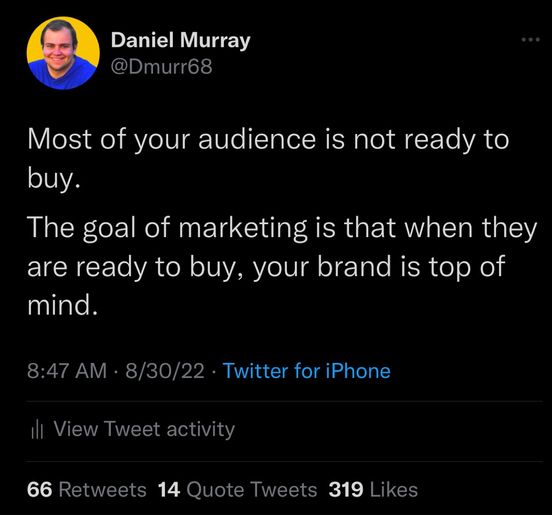 Daniel Murray
@Dmurr68
Most of your audience is not ready to
buy.
The goal of marketing is that when they
are ready to buy, your brand is top of
mind.
8:47 AM · 8/30/22 · Twitter for iPhone
View Tweet activity
66 Retweets 14 Quote Tweets 319 Likes